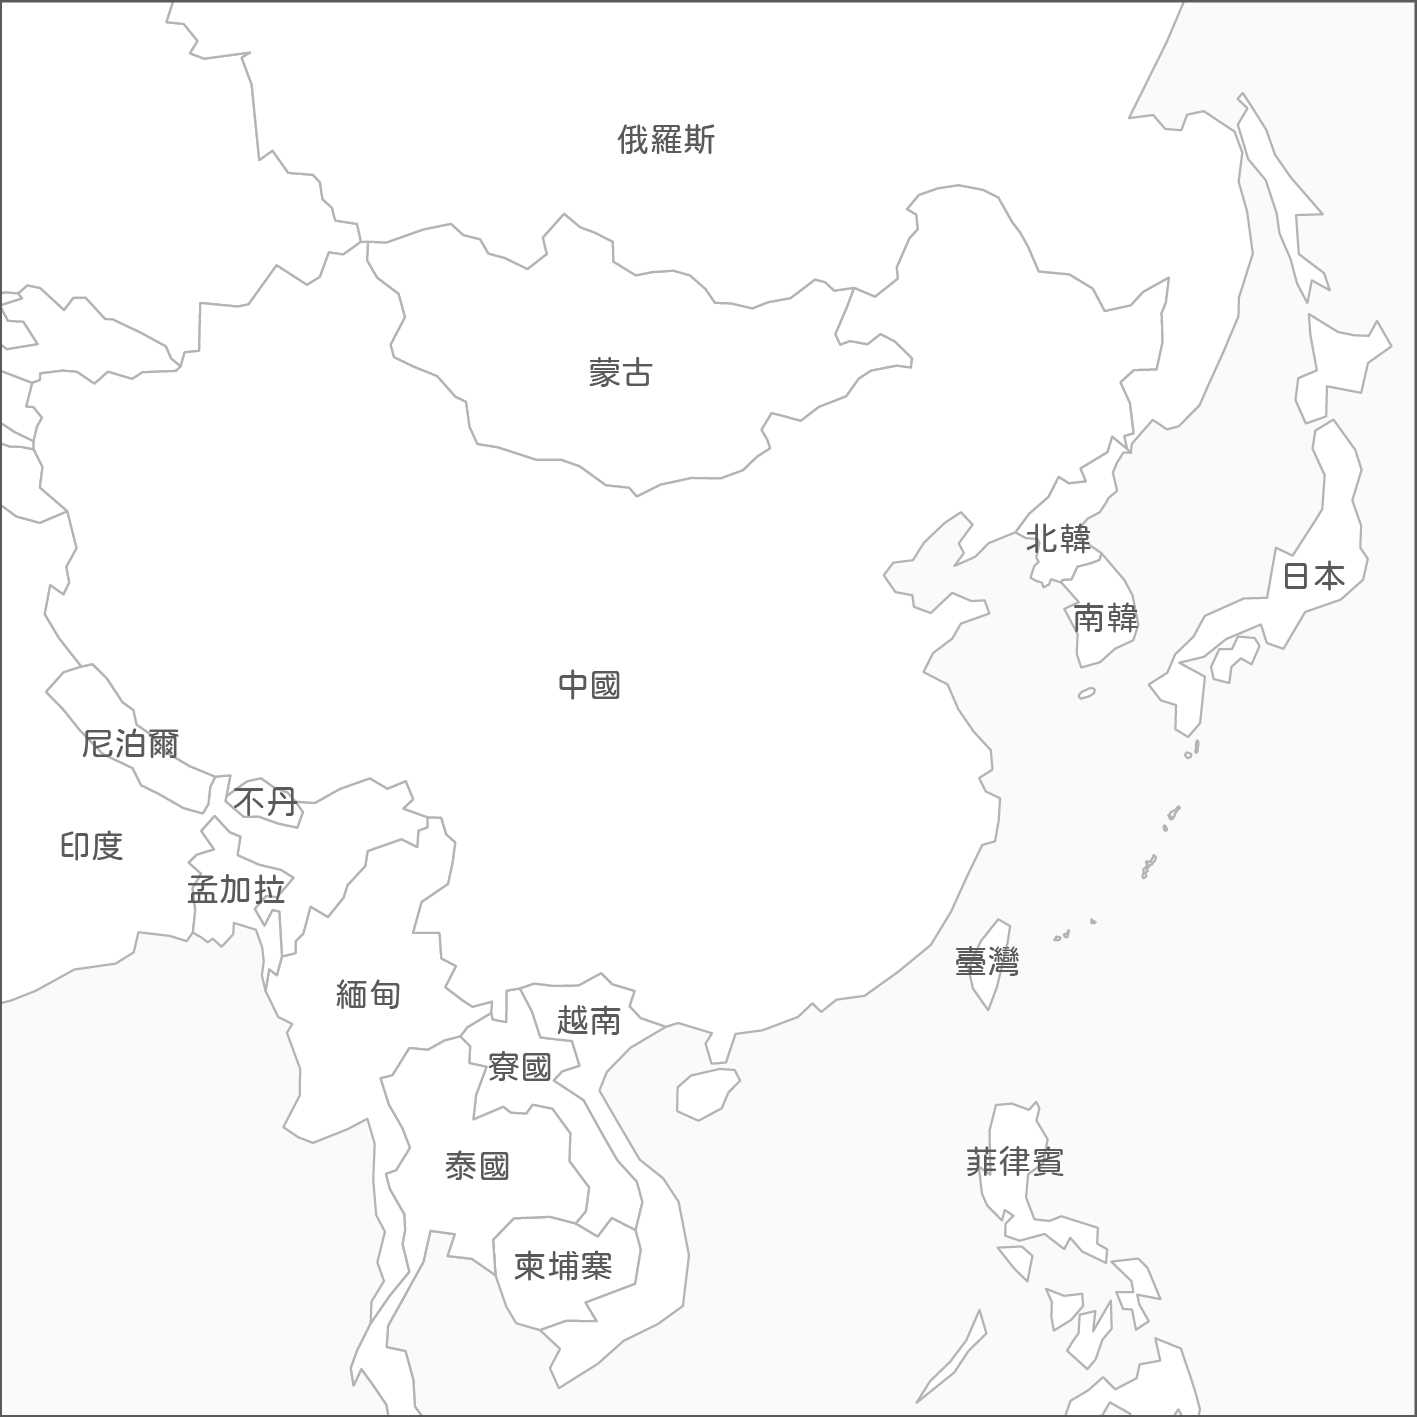 俄羅斯
蒙古
北韓
日本
南韓
中國
尼泊爾
不丹
印度
孟加拉
臺灣
緬甸
越南
寮國
菲律賓
泰國
柬埔寨